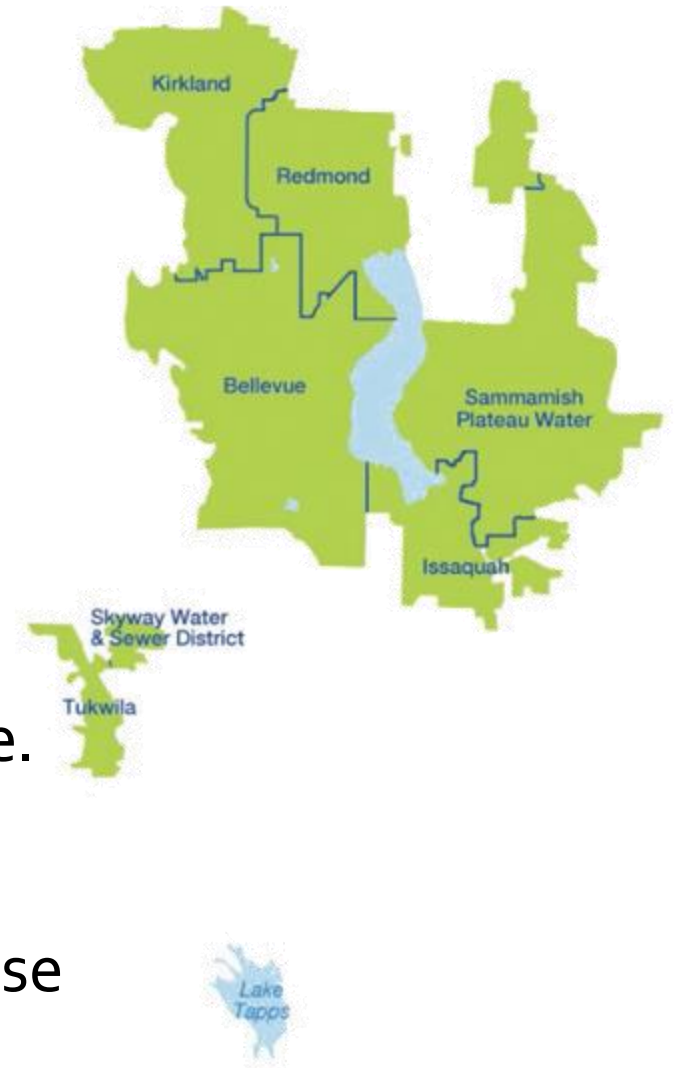 Kirkland
Redmond
Bellevue
Sammamish
Plateau Water
Issaquah
Skyway Water
& Sewer District
Tukwila
e.
se
Lake
Tapps